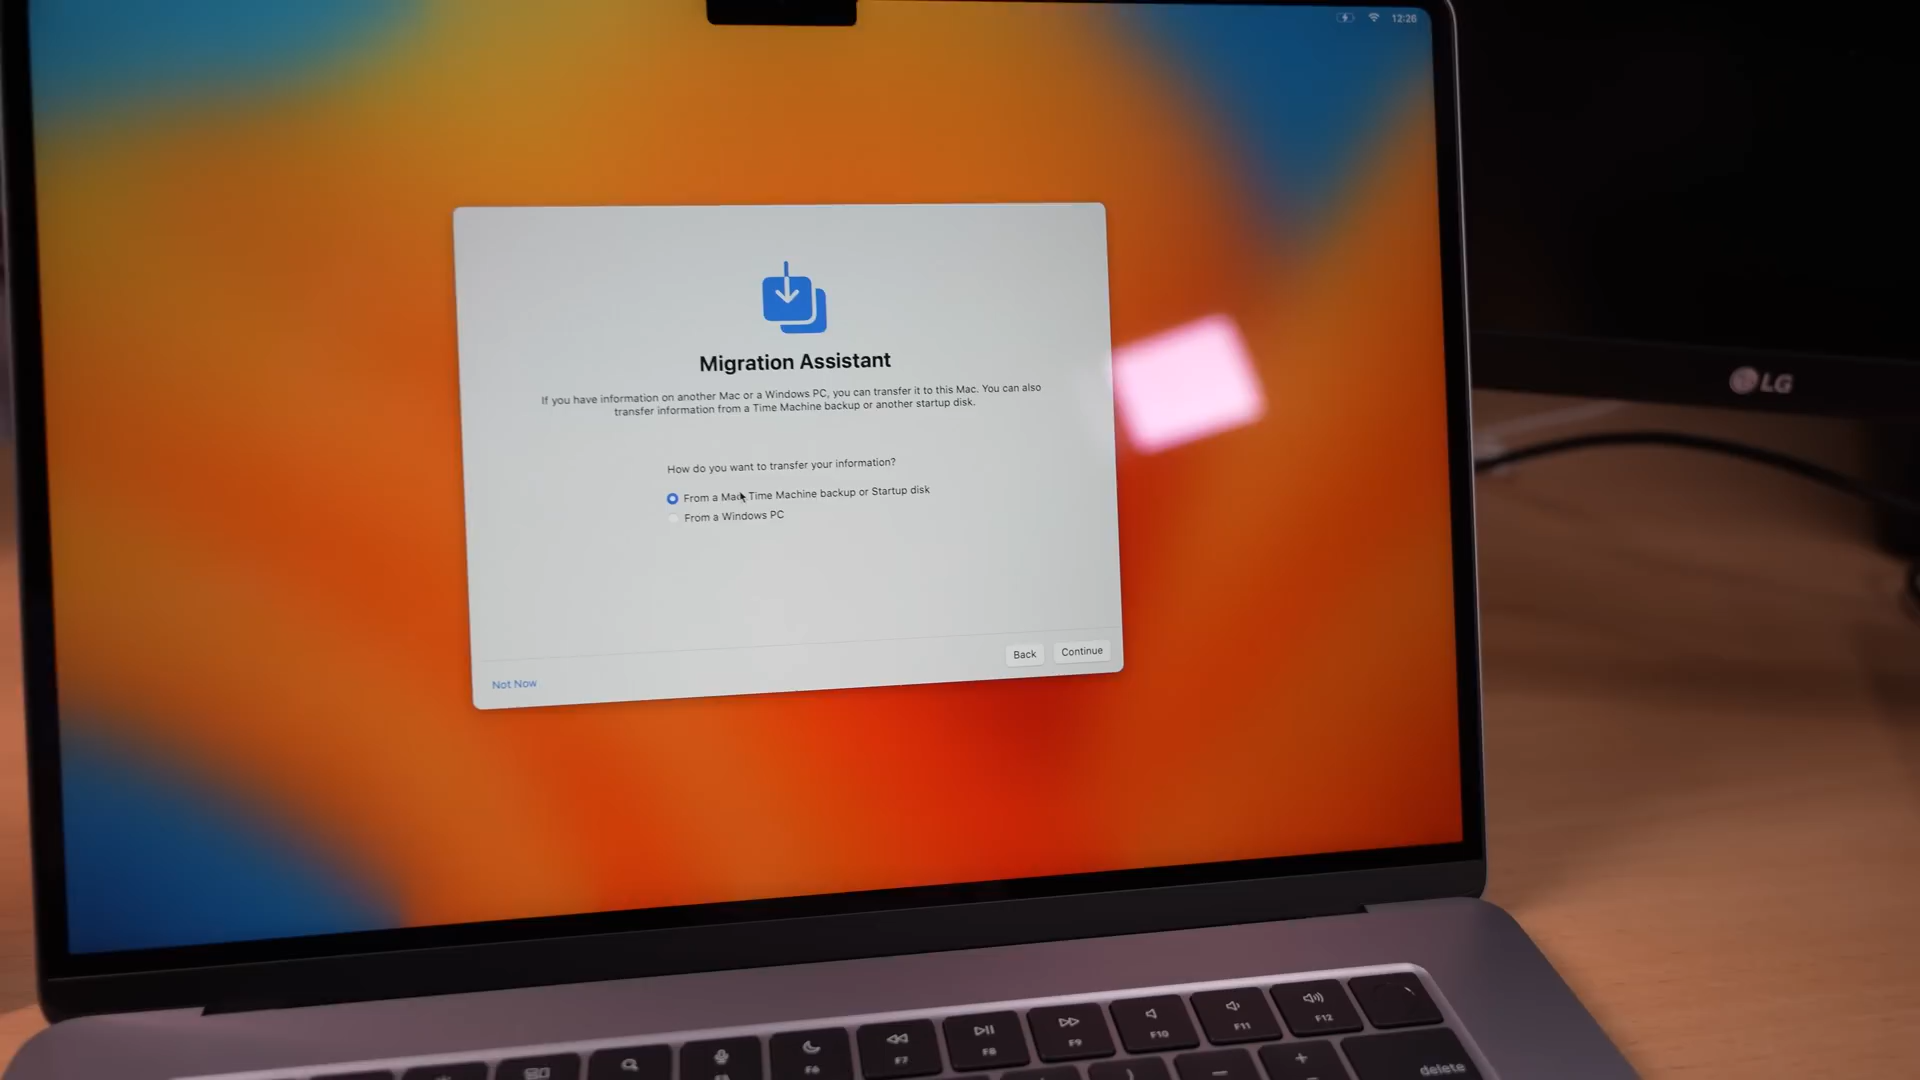 12:26
Migration Assistant
If you have information on another Mac or a Windows PC, you can transfer it to this Mac. You can also
transfer information from a Time Machine backup or another startup disk.
How do you want to transfer your information?
From a Mac, Time Machine backup or Startup disk
From a Windows PC
Back
Continue
Not Now
LG
F6
F7
F8
F9
F10
F11
F12
delete